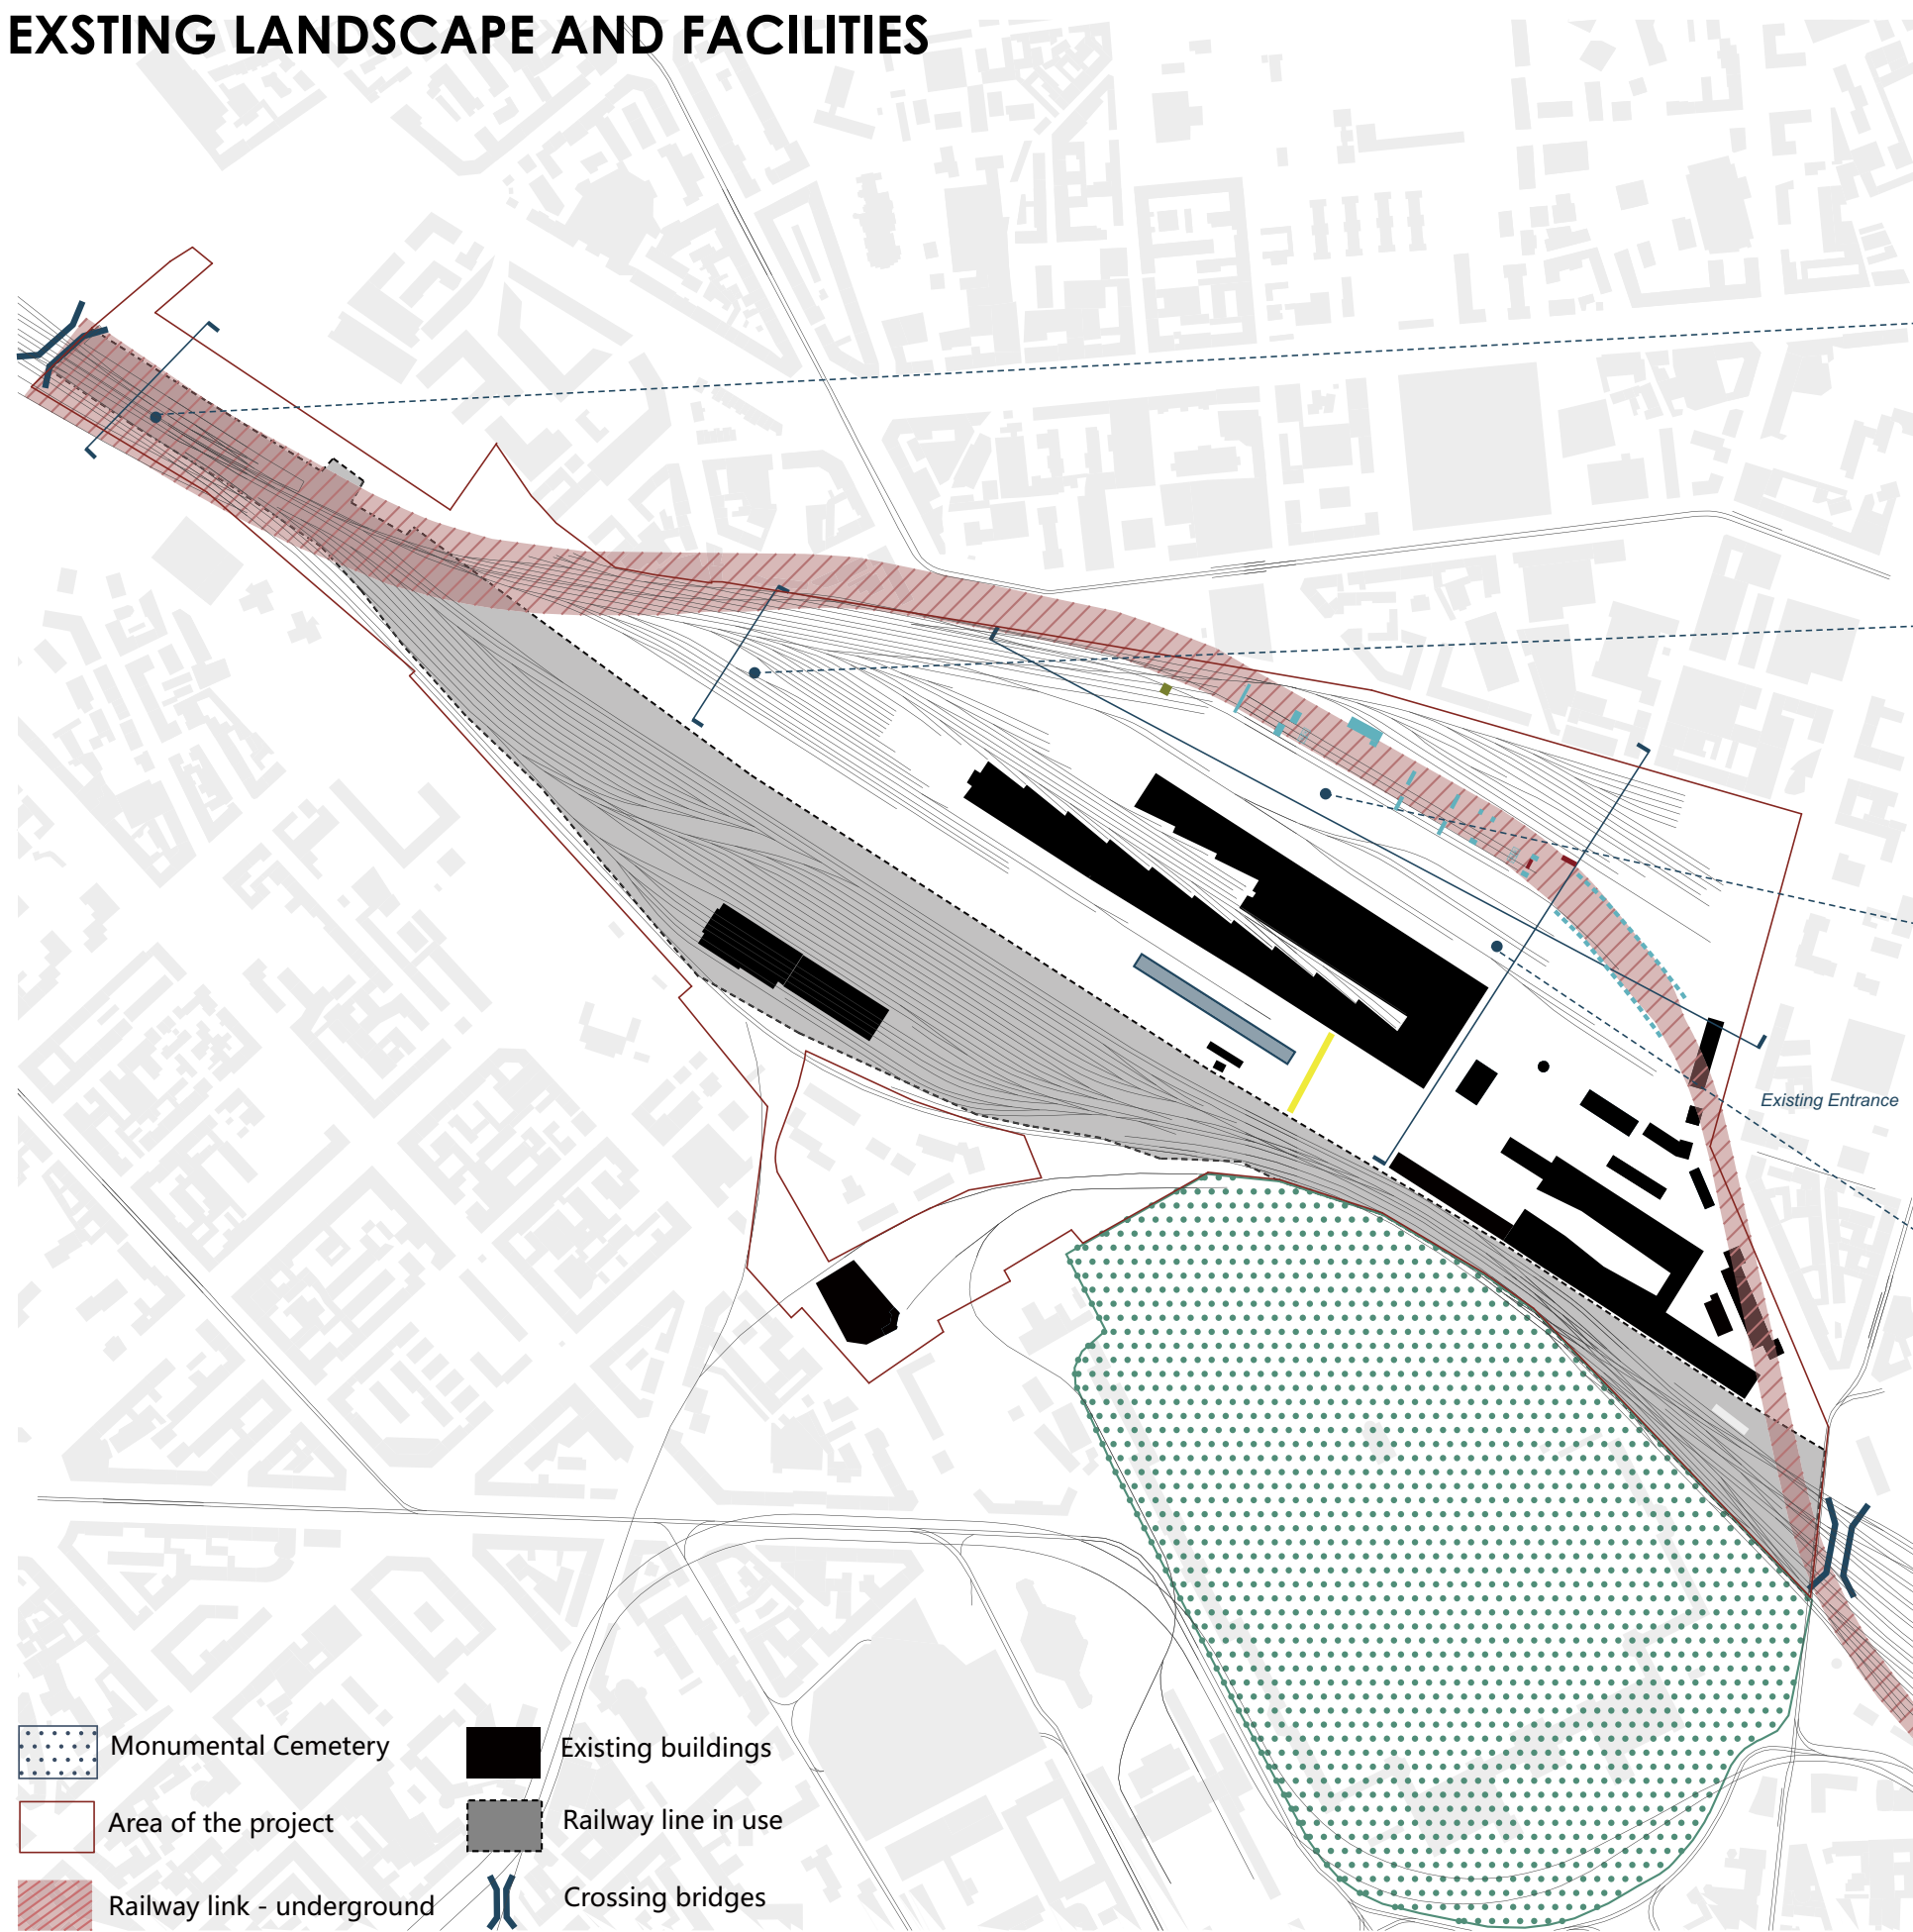 EXSTING LANDSCAPE AND FACILITIES
Existing Entrance
Monumental Cemetery
Existing buildings
Area of the project
Railway line in use
Railway link - underground
Crossing bridges